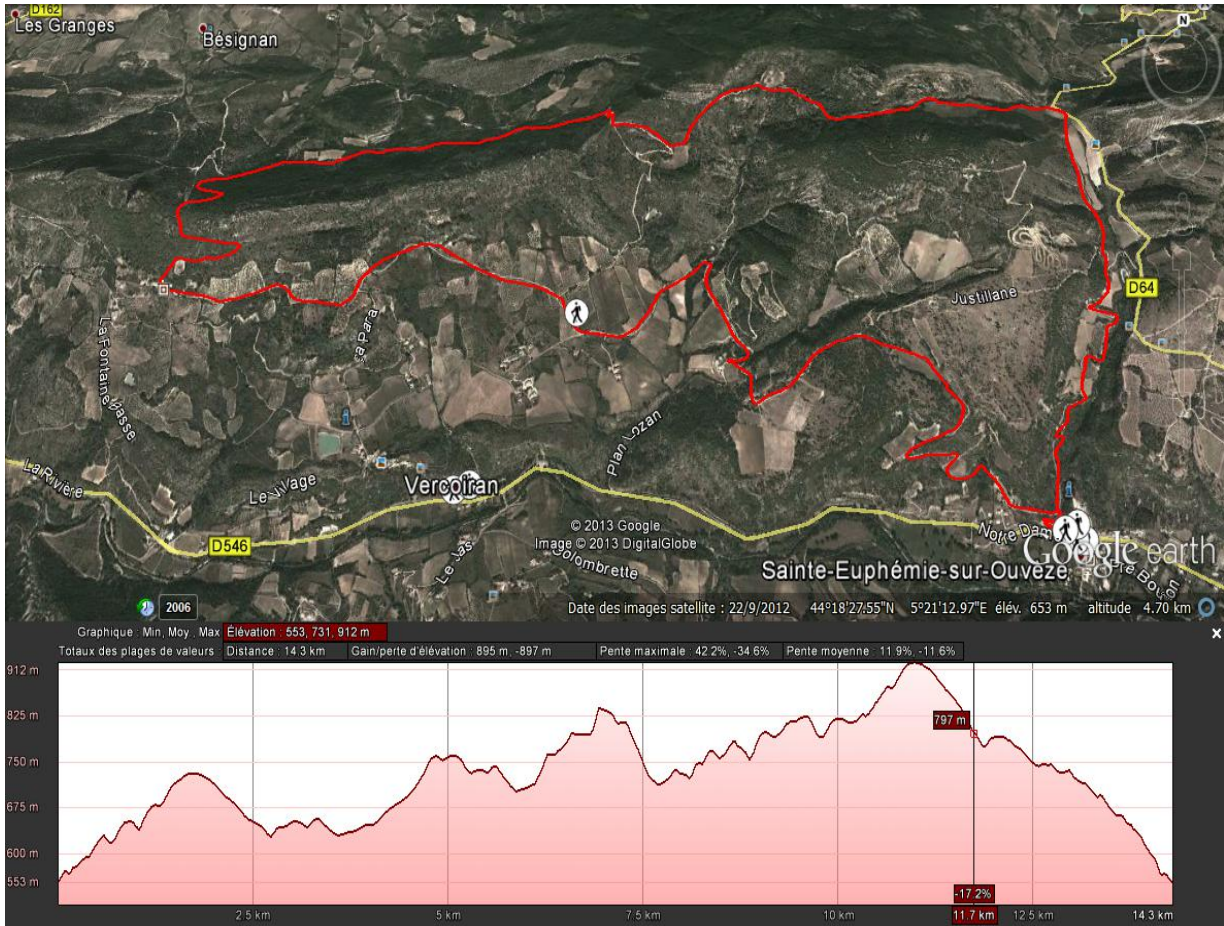 D162
Les Granges
Bésignan
N
D64
Justillane
La Fontaine Basse
La Para
Plan Lozan
La Rivière
Le Village
Vercoiran
D546
Le Jas
Colombrette
Notre Dam
© 2013 Google
Image © 2013 DigitalGlobe
Google earth
Sainte-Euphémie-sur-Ouvèze
2006
Date des images satellite : 22/9/2012 44°18'27.55"N 5°21'12.97"E élév. 653 m altitude 4.70 km
Graphique : Min, Moy , Max Élévation : 553, 731, 912 m
Totaux des plages de valeurs : Distance : 14.3 km Gain/perte d'élévation : 895 m, -897 m Pente maximale : 42.2%, -34.6% Pente moyenne : 11.9%, -11.6%
912 m
825 m
797 m
750 m
675 m
600 m
553 m
-17.2%
2.5 km 5 km 7.5 km 10 km 11.7 km 12.5 km 14.3 km